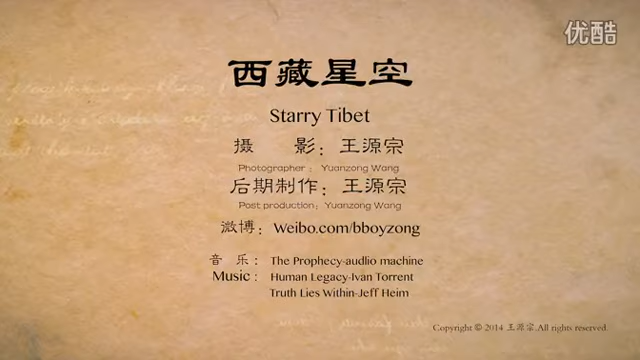 优酷
西藏星空
Starry Tibet
摄 影：王源宗
Photographer： Yuanzong Wang
后期制作：王源宗
Post production：Yuanzong Wang
微博：Weibo.com/bboyzong
音 乐： The Prophecy-audlio machine
Music： Human Legacy-Ivan Torrent
Truth Lies Within-Jeff Heim
Copyright © 2014 王源宗.All rights reserved.